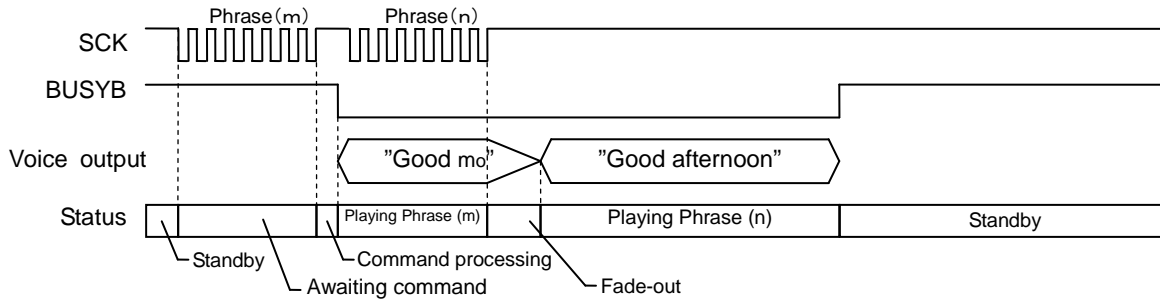 Phrase(m) Phrase(n)
SCK
BUSYB
Voice output ”Good mo” ”Good afternoon”
Status Playing Phrase (m) Playing Phrase (n) Standby
Standby Command processing
Awaiting command Fade-out